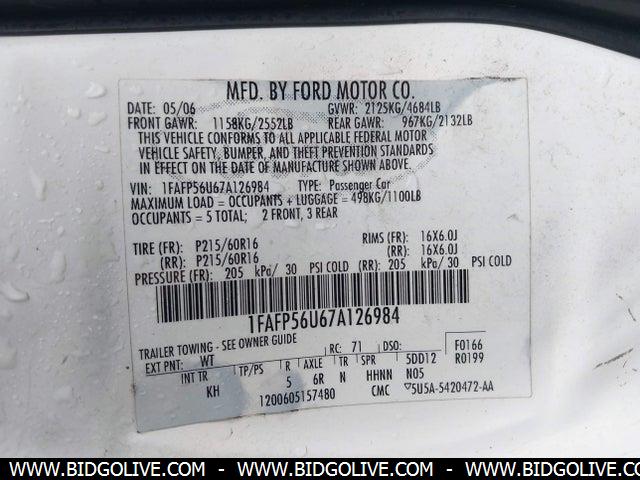 MFD. BY FORD MOTOR CO.
DATE: 05/06 GVWR: 2125KG/4684LB
FRONT GAWR: 1158KG/2552LB REAR GAWR: 967KG/2132LB
THIS VEHICLE CONFORMS TO ALL APPLICABLE FEDERAL MOTOR
VEHICLE SAFETY, BUMPER, AND THEFT PREVENTION STANDARDS
IN EFFECT ON THE DATE OF MANUFACTURE SHOWN ABOVE.
VIN: 1FAFP56U67A126984 TYPE: Passenger Car
MAXIMUM LOAD = OCCUPANTS + LUGGAGE = 498KG/1100LB
OCCUPANTS = 5 TOTAL; 2 FRONT, 3 REAR
TIRE (FR): P215/60R16 RIMS (FR): 16X6.0J
(RR): P215/60R16 (RR): 16X6.0J
PRESSURE (FR): 205 kPa/ 30 PSI COLD (RR): 205 kPa/ 30 PSI COLD
1FAFP56U67A126984
TRAILER TOWING - SEE OWNER GUIDE
EXT PNT: WT RC: 71 DSO: F0166
INT TR TP/PS R AXLE TR SPR 5DD12 R0199
KH 5 6R N HHNN N05
1200605157480 CMC ▽5U5A-5420472-AA
WWW.BIDGOLIVE.COM - WWW.BIDGOLIVE.COM - WWW.BIDGOLIVE.COM